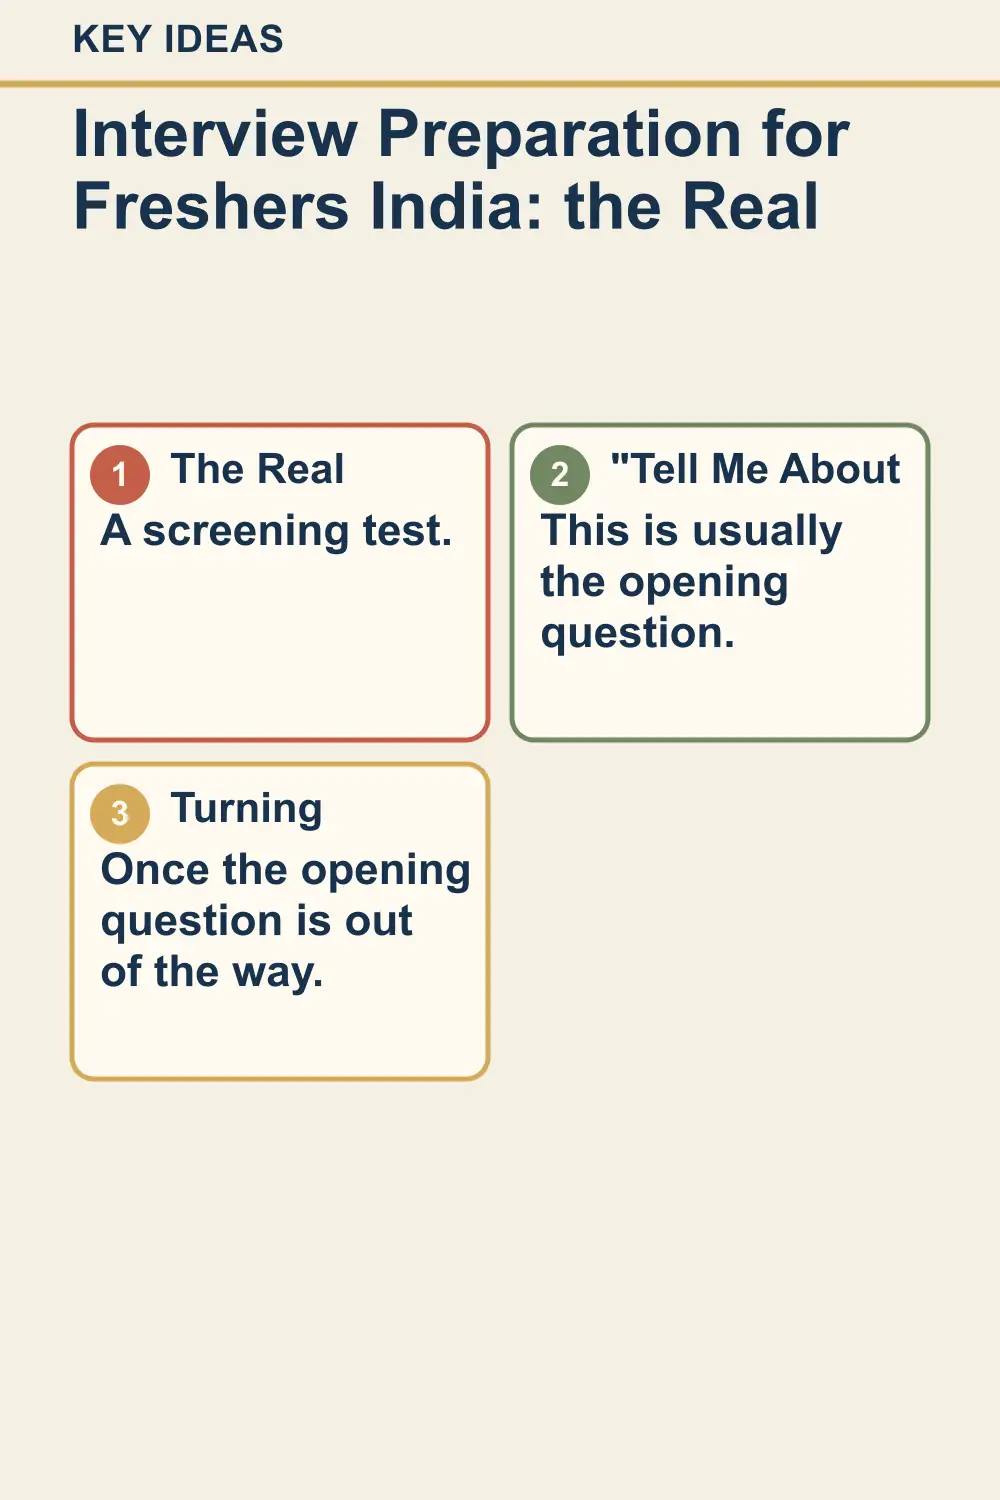 KEY IDEAS
Interview Preparation for
Freshers India: the Real
1 The Real
A screening test.
2 "Tell Me About
This is usually
the opening
question.
3 Turning
Once the opening
question is out
of the way.